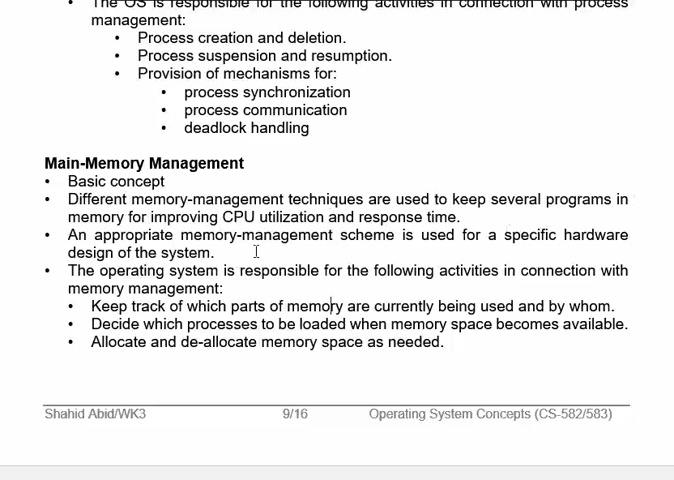 • The OS is responsible for the following activities in connection with process
management:
• Process creation and deletion.
• Process suspension and resumption.
• Provision of mechanisms for:
• process synchronization
• process communication
• deadlock handling
Main-Memory Management
• Basic concept
• Different memory-management techniques are used to keep several programs in
memory for improving CPU utilization and response time.
• An appropriate memory-management scheme is used for a specific hardware
design of the system.
• The operating system is responsible for the following activities in connection with
memory management:
• Keep track of which parts of memory are currently being used and by whom.
• Decide which processes to be loaded when memory space becomes available.
• Allocate and de-allocate memory space as needed.
Shahid Abid/WK3 9/16 Operating System Concepts (CS-582/583)